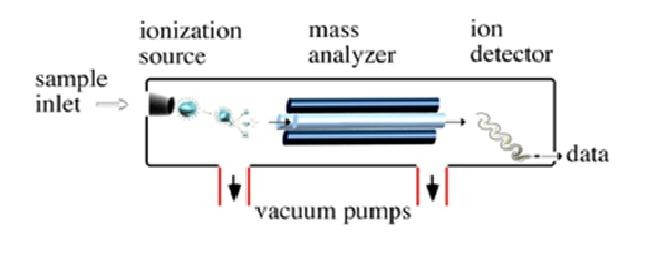 ionization
source
mass
analyzer
ion
detector
sample
inlet
data
vacuum pumps